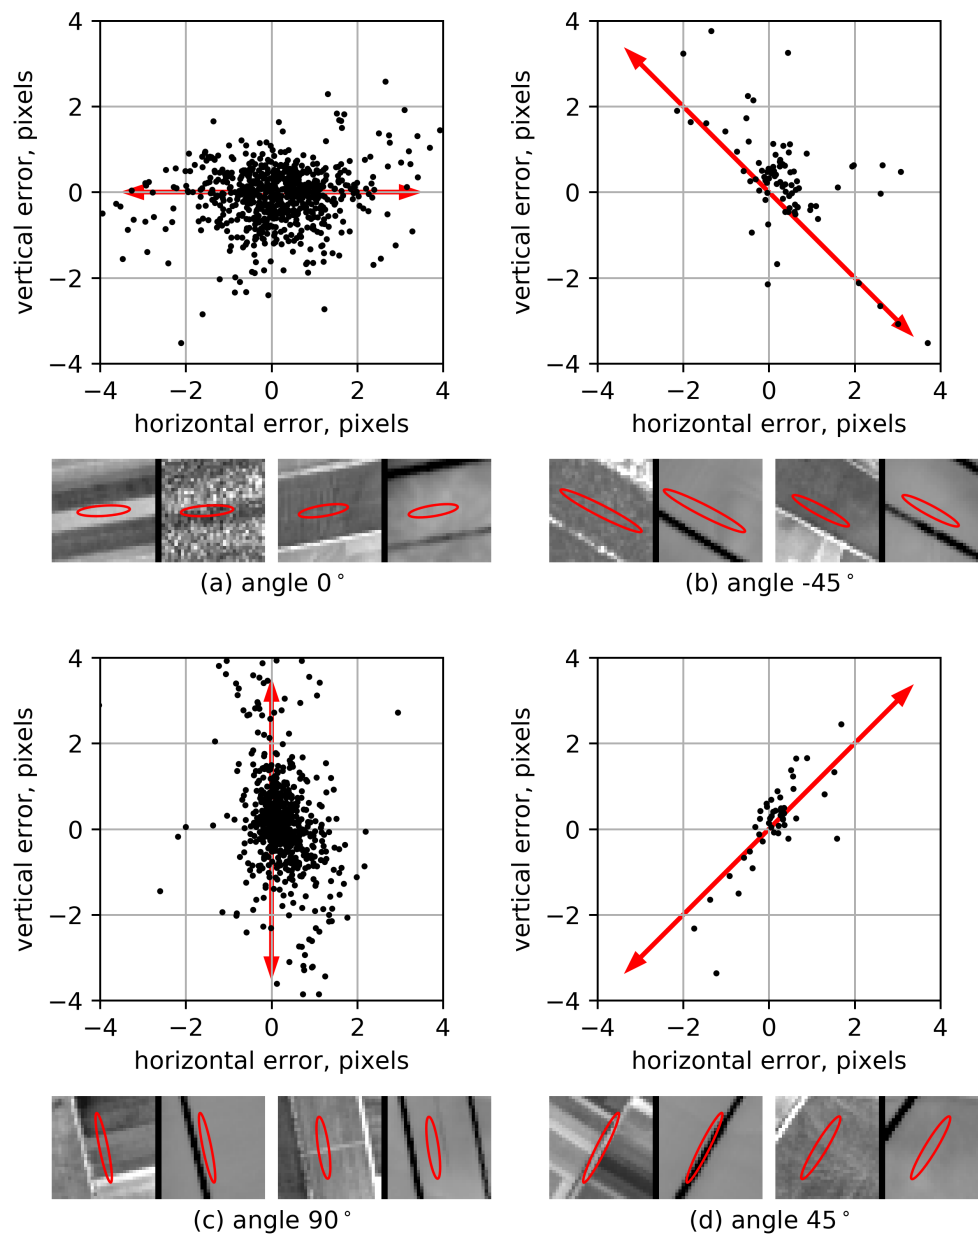 4
2
0
−2
−4
−4 −2 0 2 4
vertical error, pixels
horizontal error, pixels
4
2
0
−2
−4
−4 −2 0 2 4
vertical error, pixels
horizontal error, pixels
(a) angle 0°
(b) angle -45°
4
2
0
−2
−4
−4 −2 0 2 4
vertical error, pixels
horizontal error, pixels
4
2
0
−2
−4
−4 −2 0 2 4
vertical error, pixels
horizontal error, pixels
(c) angle 90°
(d) angle 45°